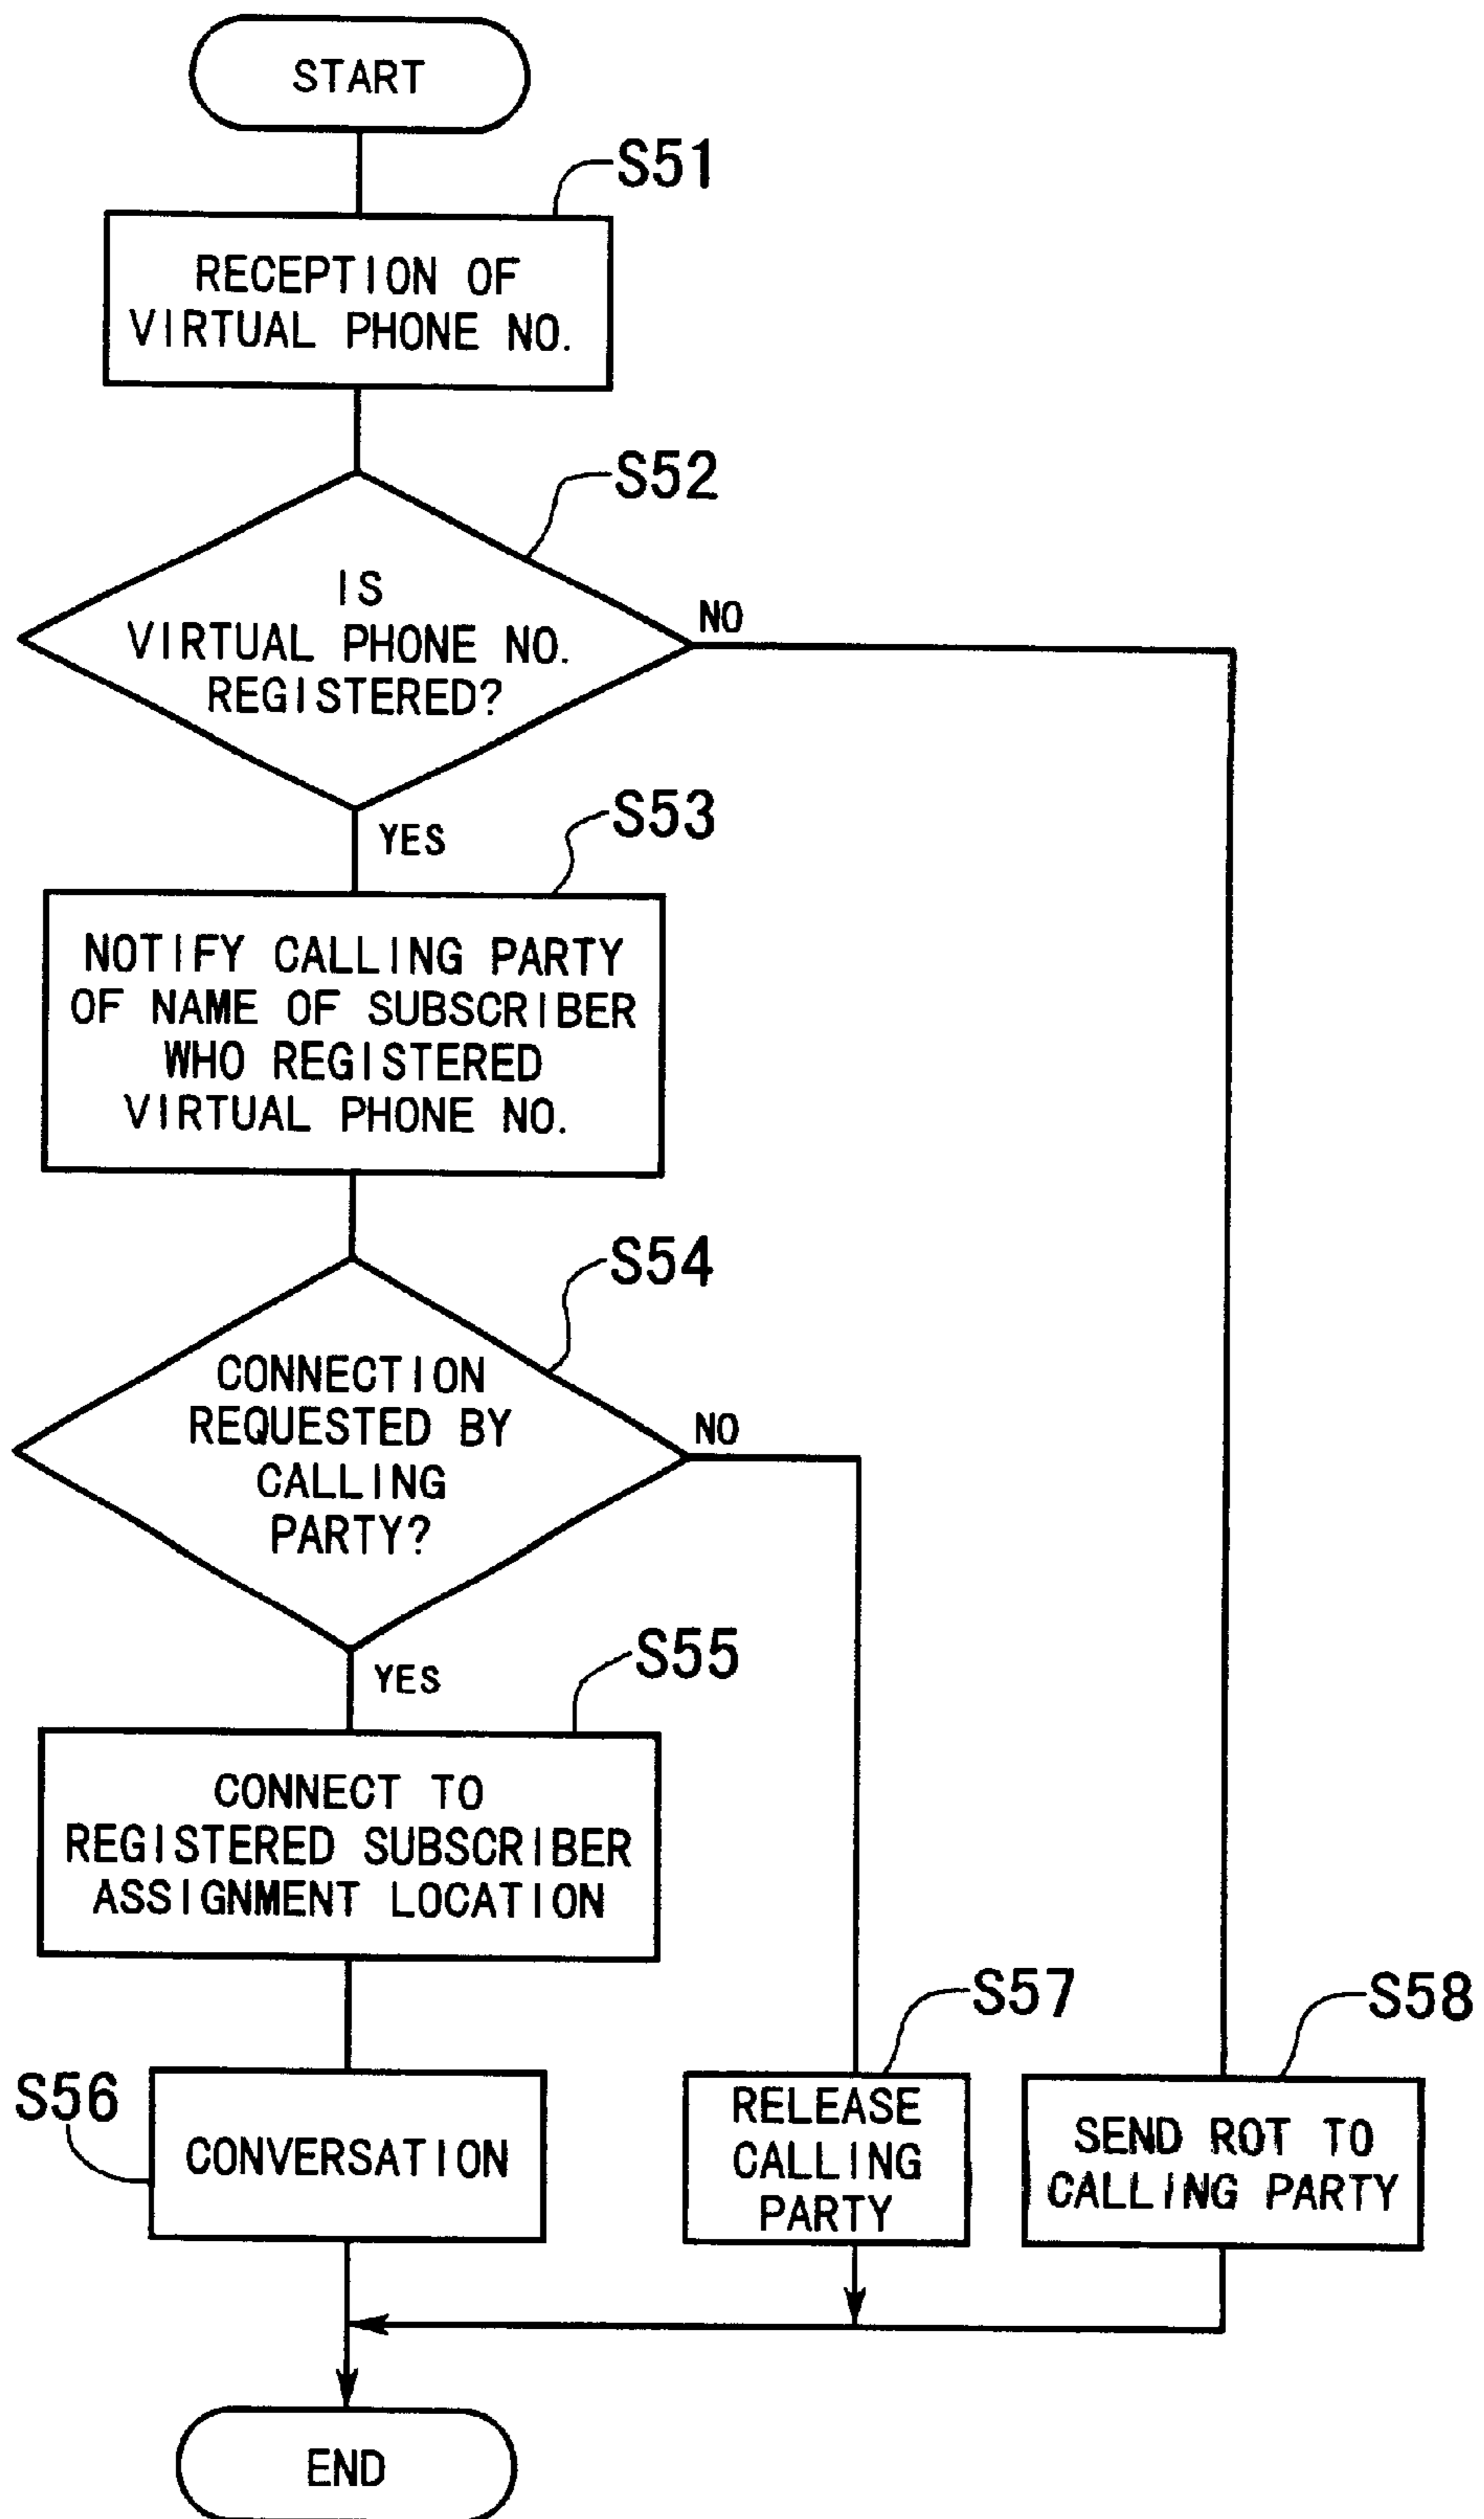 START
S51
RECEPTION OF
VIRTUAL PHONE NO.
S52
IS
VIRTUAL PHONE NO.
REGISTERED?
NO
YES
S53
NOTIFY CALLING PARTY
OF NAME OF SUBSCRIBER
WHO REGISTERED
VIRTUAL PHONE NO.
S54
CONNECTION
REQUESTED BY
CALLING
PARTY?
NO
YES
S55
CONNECT TO
REGISTERED SUBSCRIBER
ASSIGNMENT LOCATION
S56
CONVERSATION
S57
RELEASE
CALLING
PARTY
S58
SEND ROT TO
CALLING PARTY
END